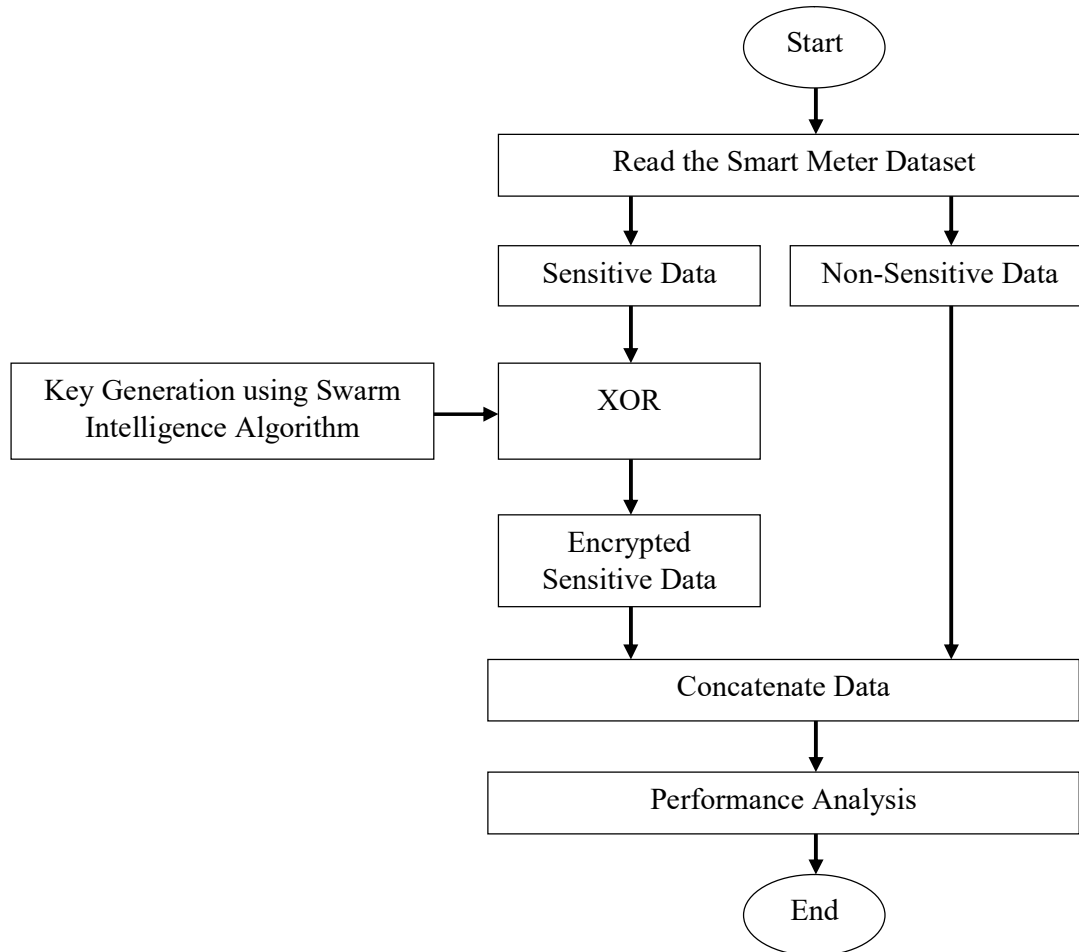 Start
Read the Smart Meter Dataset
Sensitive Data
Non-Sensitive Data
Key Generation using Swarm
Intelligence Algorithm
XOR
Encrypted
Sensitive Data
Concatenate Data
Performance Analysis
End